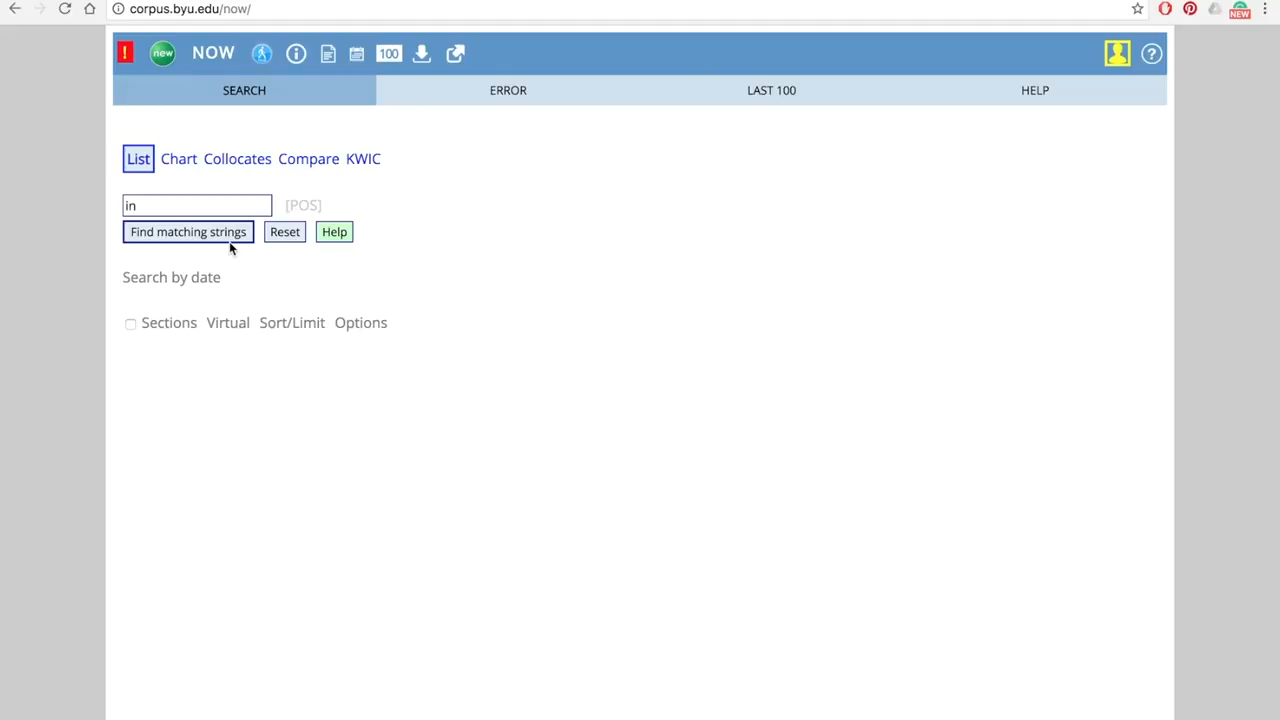 corpus.byu.edu/now/
NEW
! new NOW 100 ?
SEARCH ERROR LAST 100 HELP
List Chart Collocates Compare KWIC
in [POS]
Find matching strings Reset Help
Search by date
Sections Virtual Sort/Limit Options